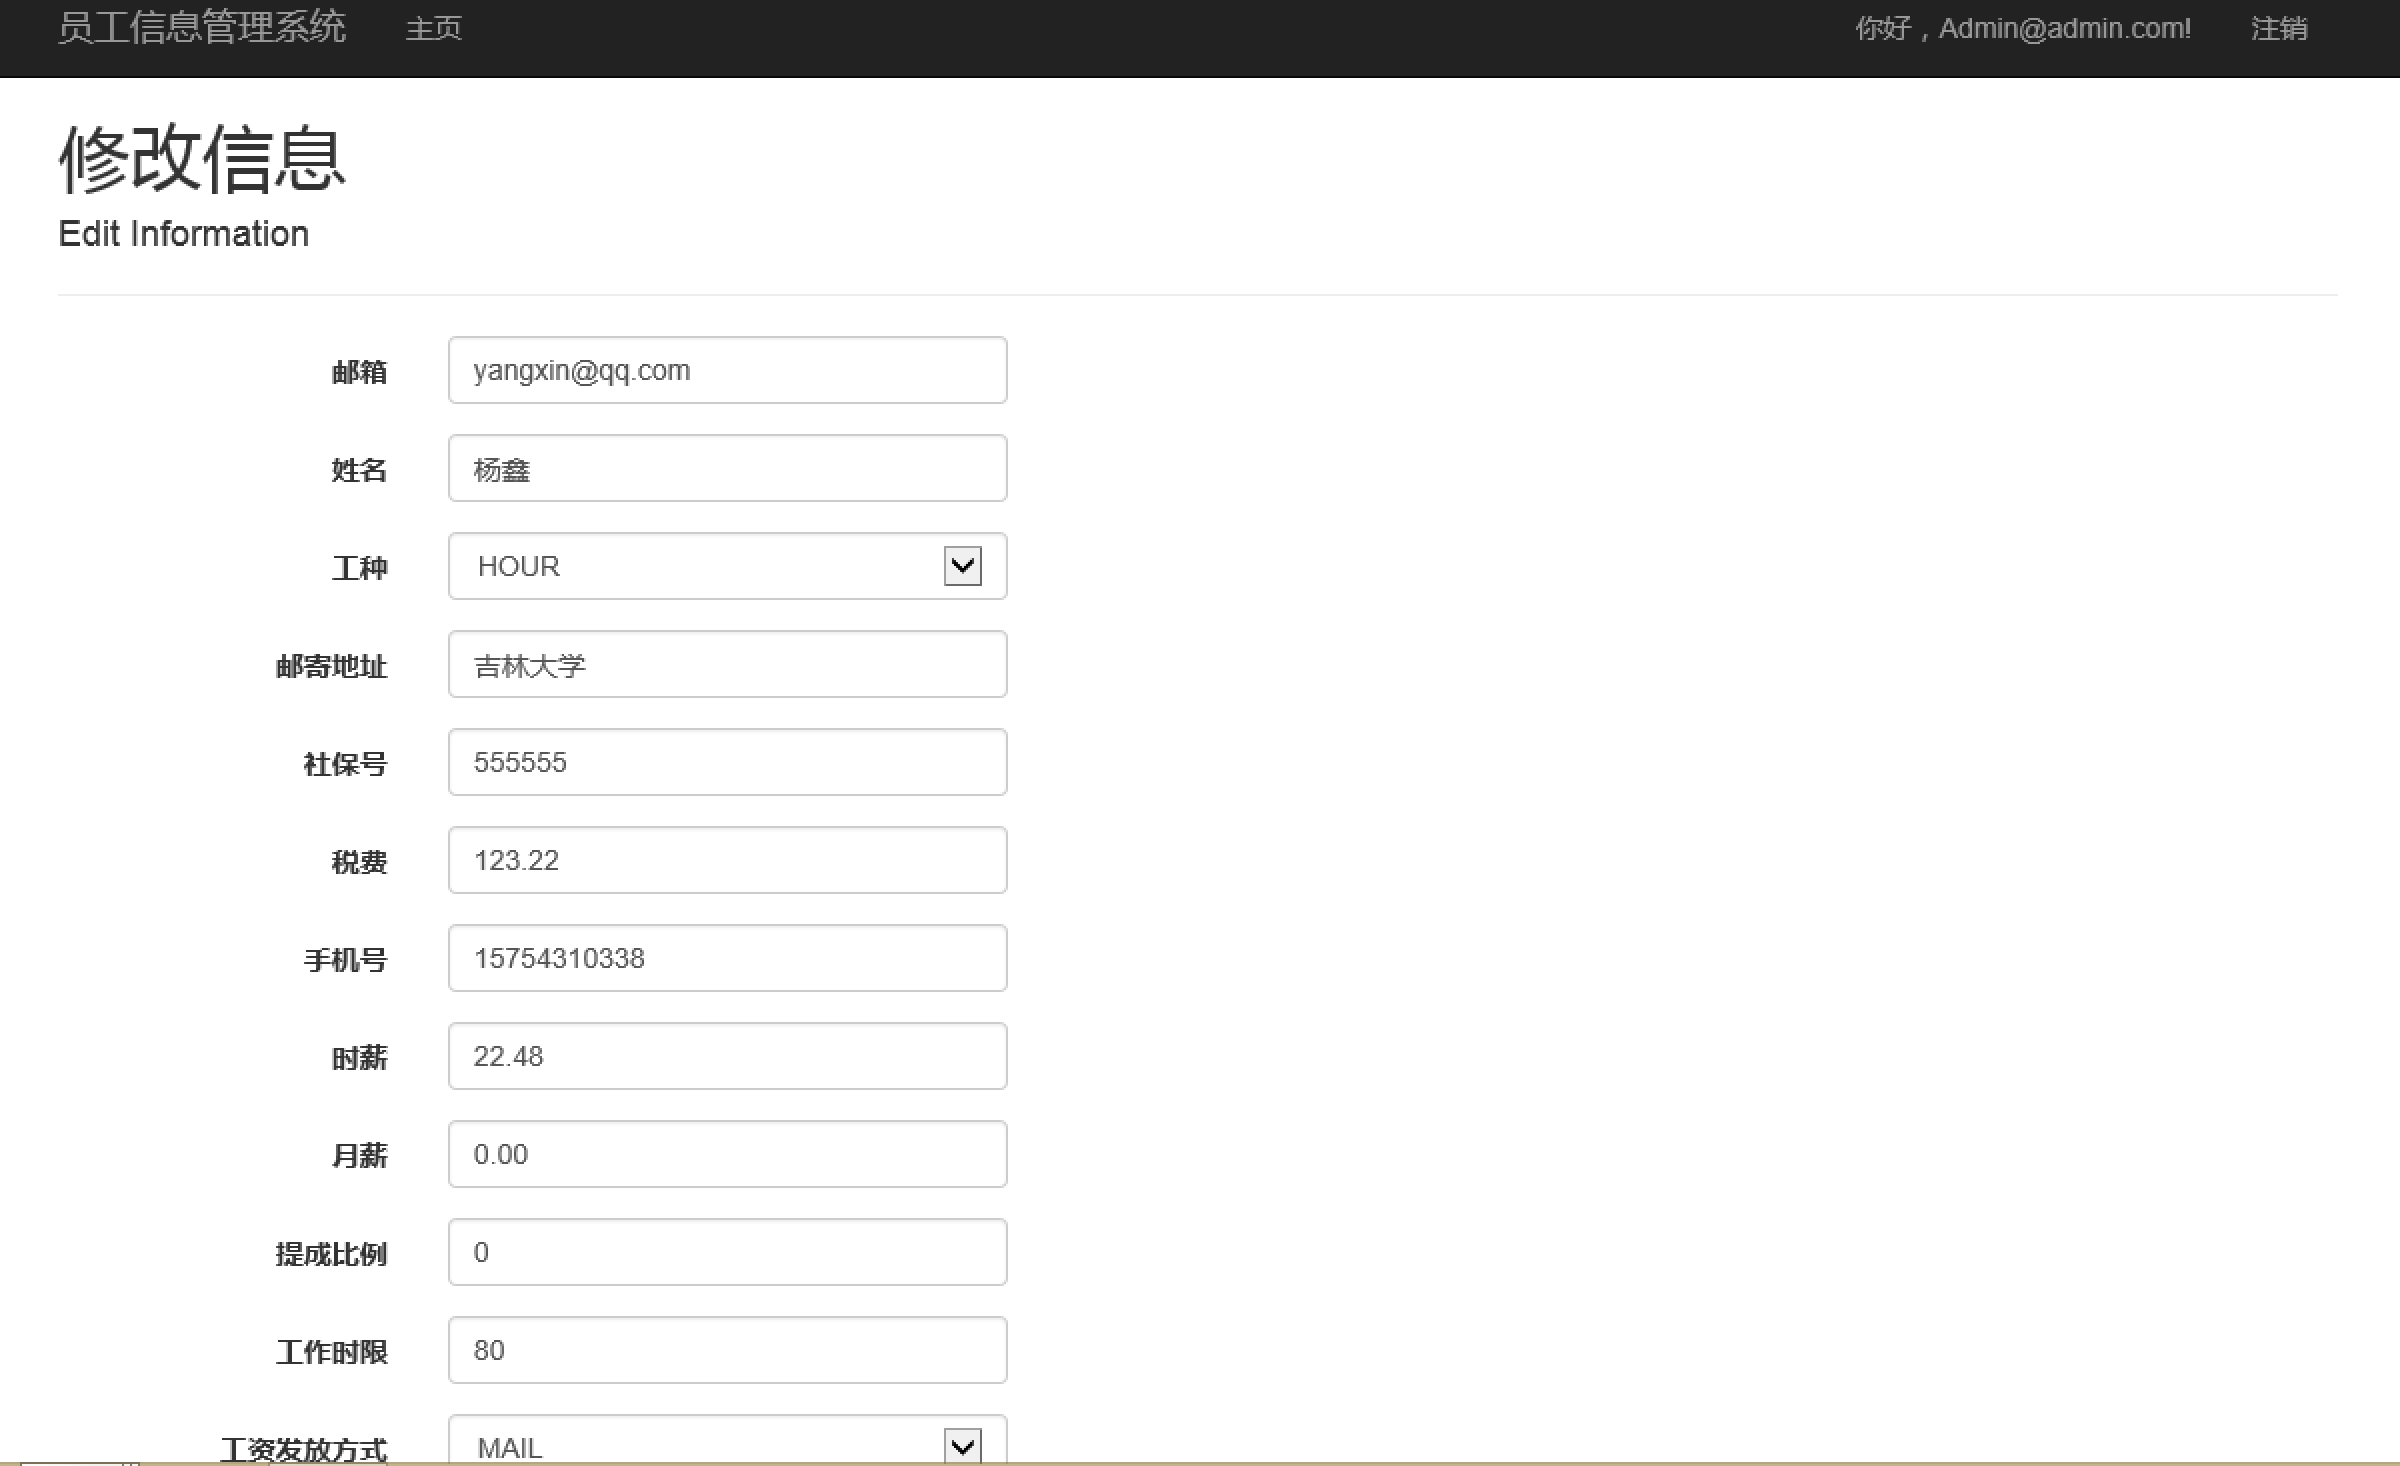 员工信息管理系统 主页 你好，Admin@admin.com! 注销
修改信息
Edit Information
邮箱 yangxin@qq.com
姓名 杨鑫
工种 HOUR
邮寄地址 吉林大学
社保号 555555
税费 123.22
手机号 15754310338
时薪 22.48
月薪 0.00
提成比例 0
工作时限 80
工资发放方式 MAIL